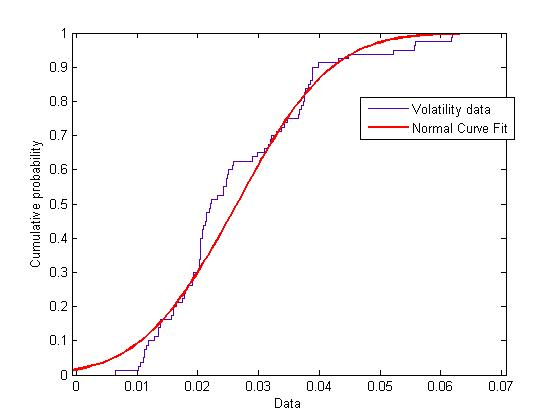 1
0.9
0.8
0.7
0.6
0.5
0.4
0.3
0.2
0.1
0
Cumulative probability
Volatility data
Normal Curve Fit
0 0.01 0.02 0.03 0.04 0.05 0.06 0.07
Data